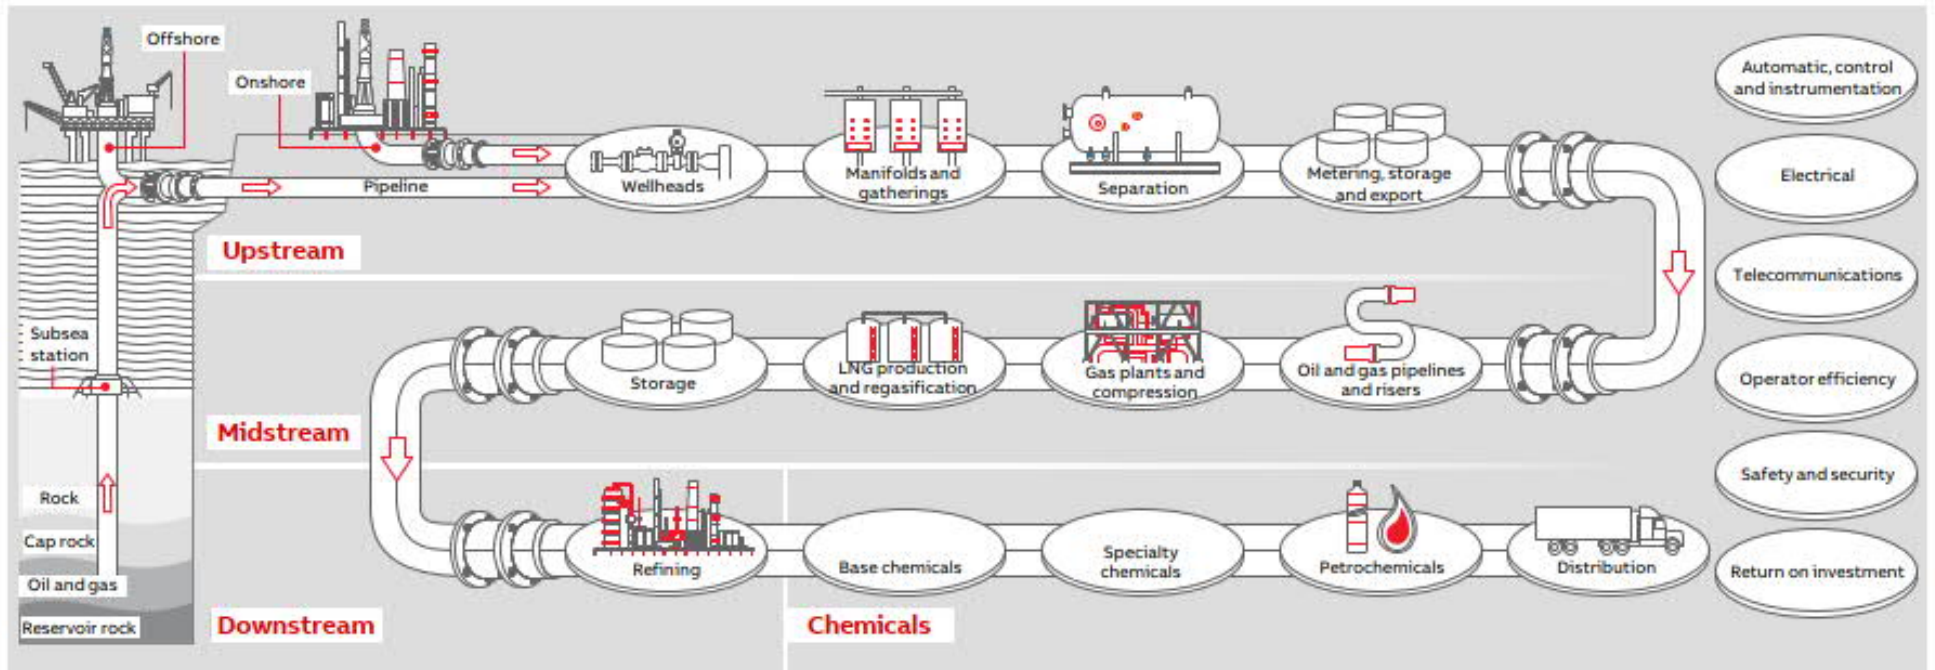 Offshore
Onshore
Pipeline
Wellheads
Manifolds and
gatherings
Separation
Metering, storage
and export
Upstream
Subsea
station
Storage
LNG production
and regasification
Gas plants and
compression
Oil and gas pipelines
and risers
Midstream
Rock
Cap rock
Oil and gas
Reservoir rock
Refining
Downstream
Base chemicals
Specialty
chemicals
Petrochemicals
Distribution
Chemicals
Automatic, control
and instrumentation
Electrical
Telecommunications
Operator efficiency
Safety and security
Return on investment